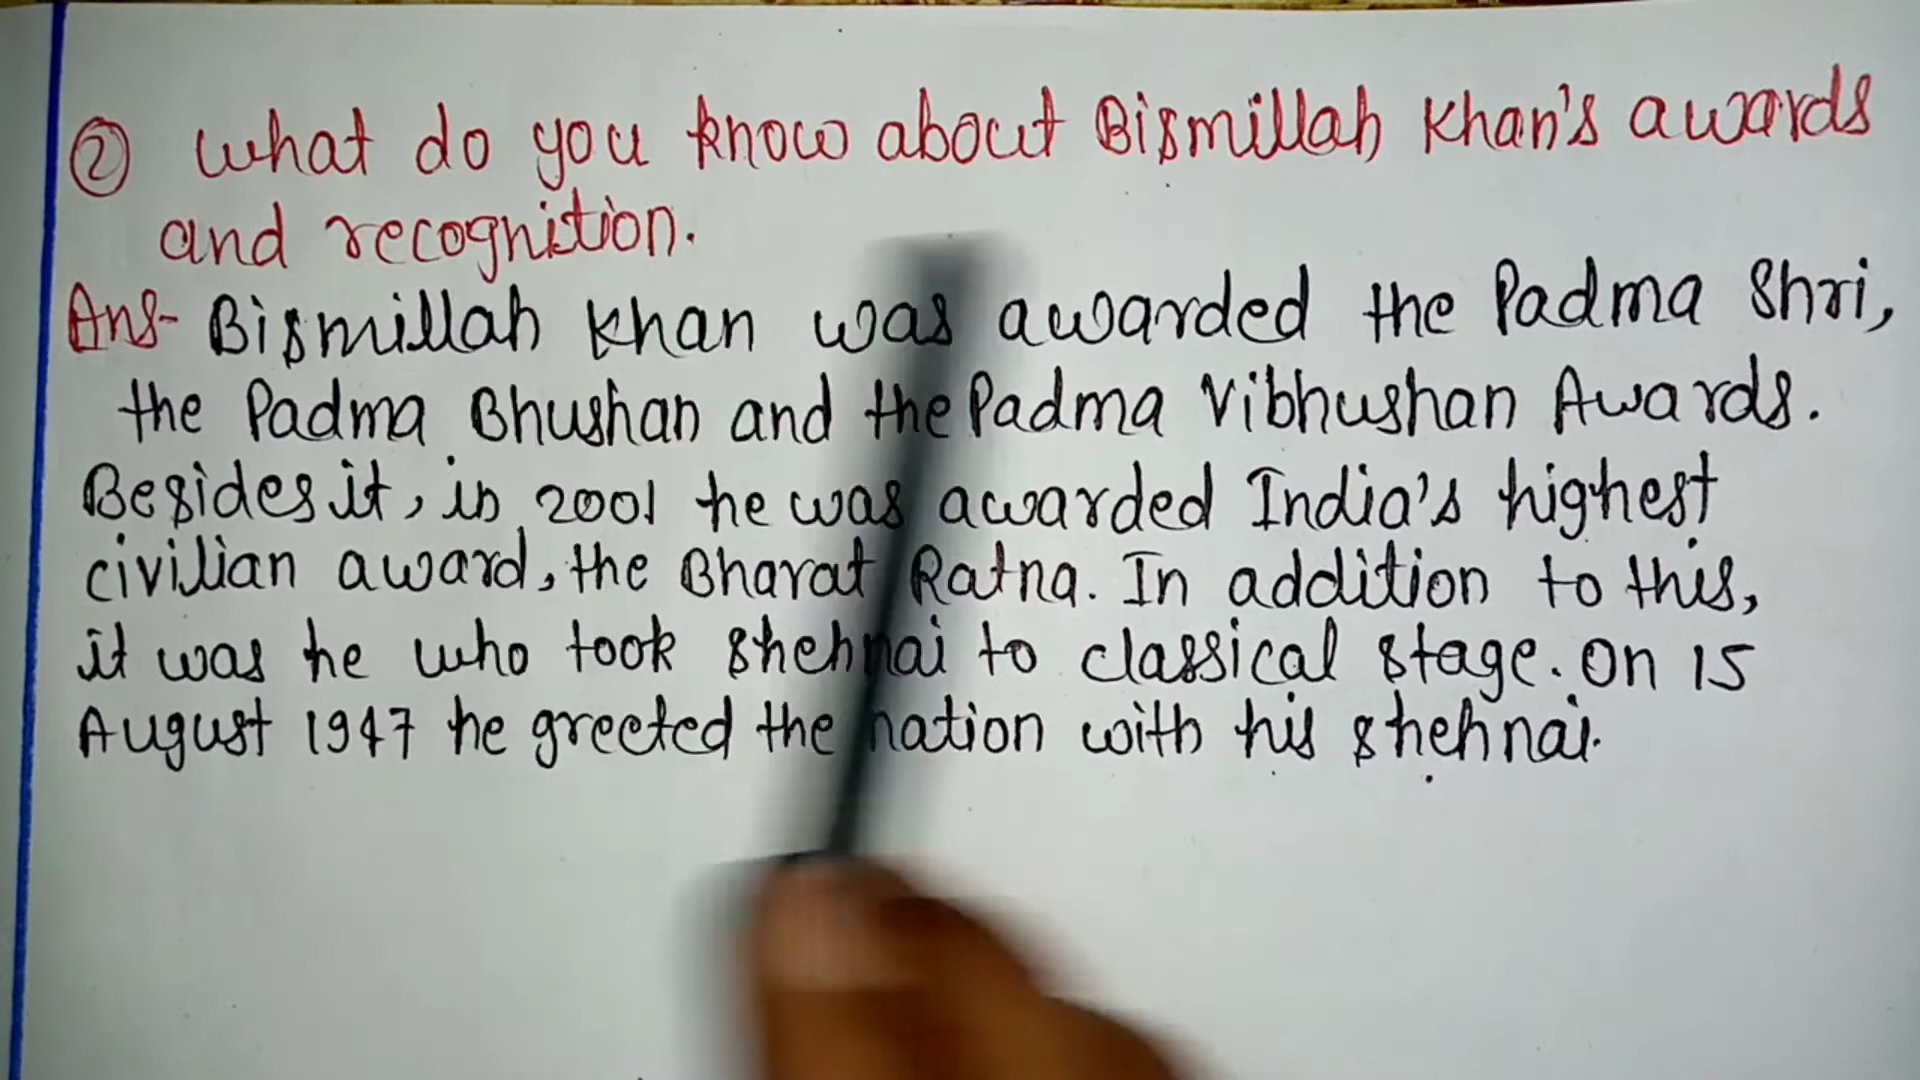 ② What do you know about Bismillah Khan's awards
and recognition.
Ans- Bismillah Khan was awarded the Padma Shri,
the Padma Bhushan and the Padma Vibhushan Awards.
Besides it, in 2001 he was awarded India's highest
civilian award, the Bharat Ratna. In addition to this,
it was he who took shehnai to classical stage. On 15
August 1947 he greeted the nation with his shehnai.